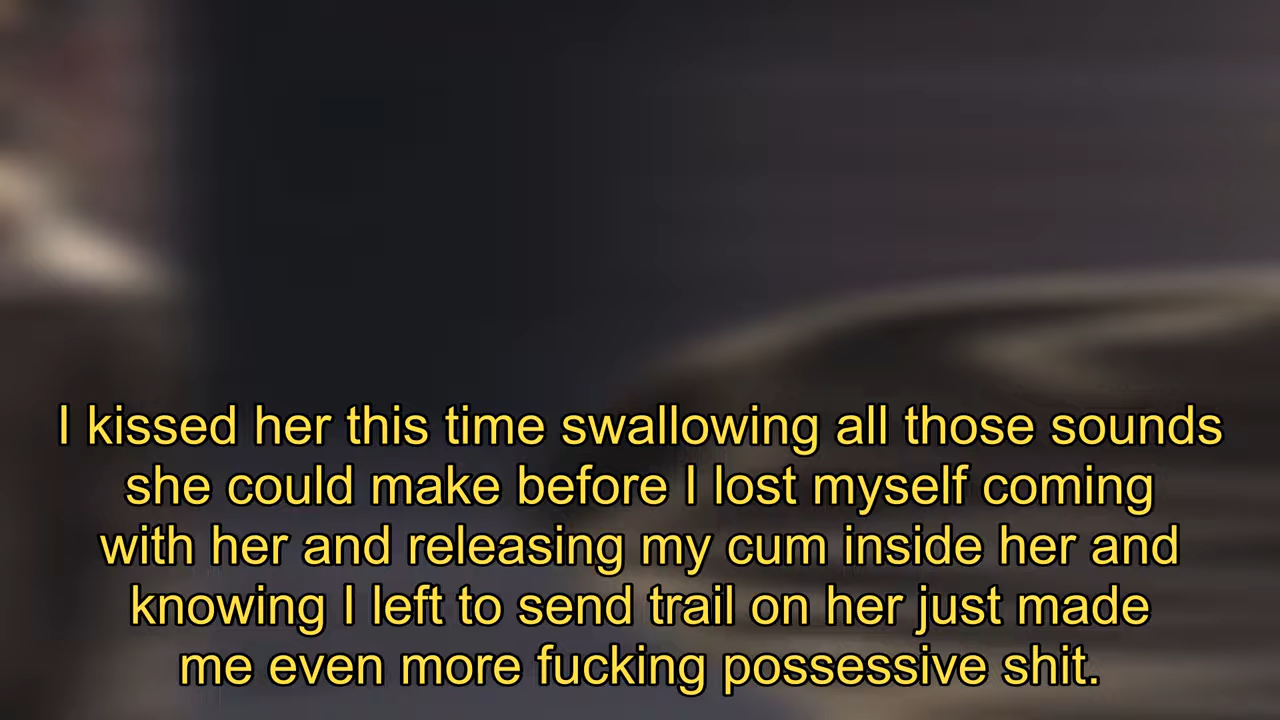 I kissed her this time swallowing all those sounds
she could make before I lost myself coming
with her and releasing my cum inside her and
knowing I left to send trail on her just made
me even more fucking possessive shit.